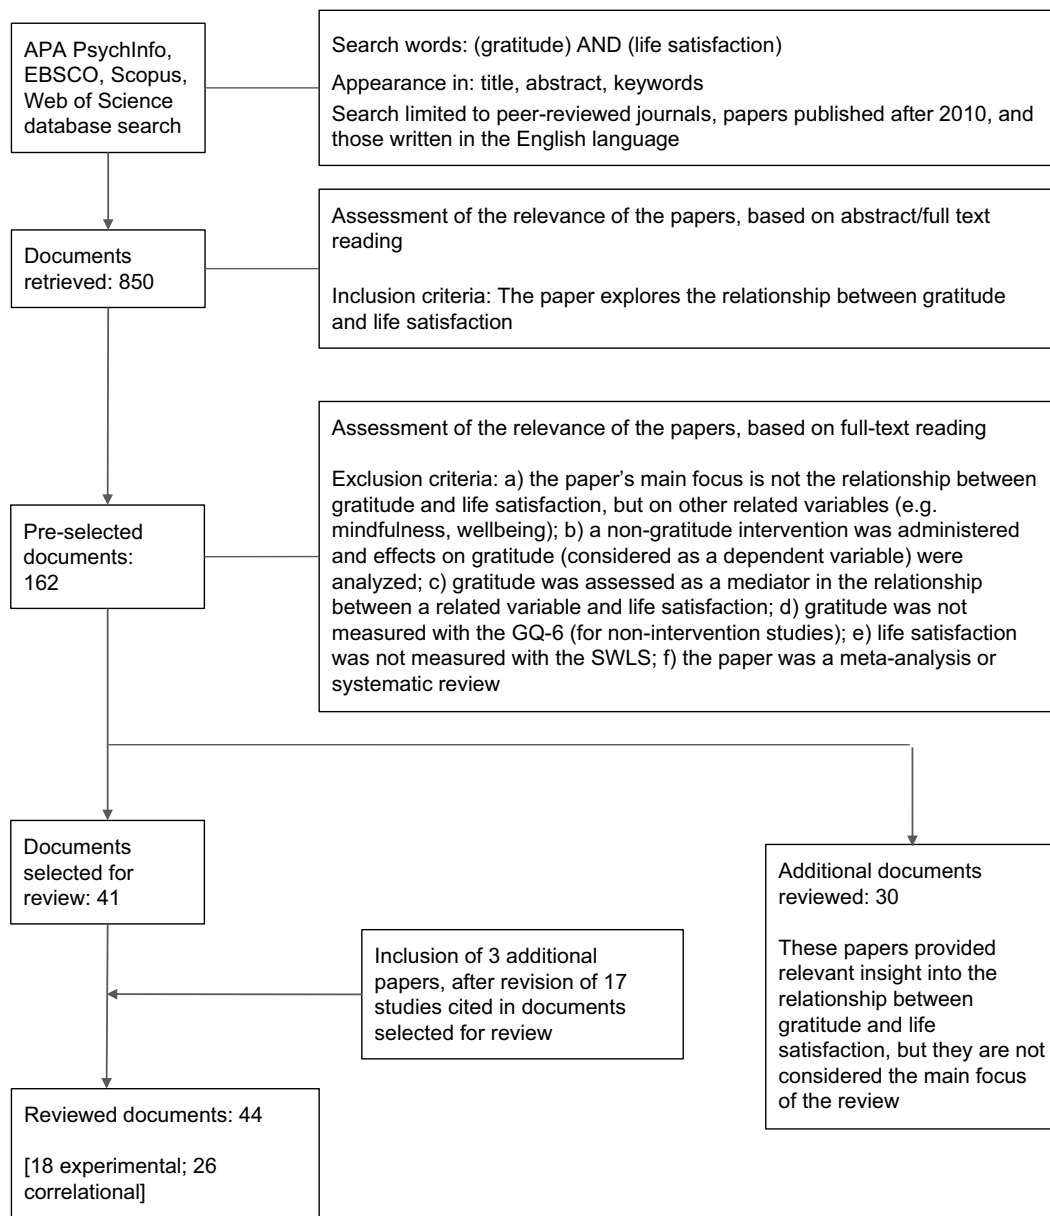 APA PsychInfo,
EBSCO, Scopus,
Web of Science
database search
Search words: (gratitude) AND (life satisfaction)
Appearance in: title, abstract, keywords
Search limited to peer-reviewed journals, papers published after 2010, and
those written in the English language
Documents
retrieved: 850
Assessment of the relevance of the papers, based on abstract/full text
reading
Inclusion criteria: The paper explores the relationship between gratitude
and life satisfaction
Pre-selected
documents:
162
Assessment of the relevance of the papers, based on full-text reading
Exclusion criteria: a) the paper's main focus is not the relationship between
gratitude and life satisfaction, but on other related variables (e.g.
mindfulness, wellbeing); b) a non-gratitude intervention was administered
and effects on gratitude (considered as a dependent variable) were
analyzed; c) gratitude was assessed as a mediator in the relationship
between a related variable and life satisfaction; d) gratitude was not
measured with the GQ-6 (for non-intervention studies); e) life satisfaction
was not measured with the SWLS; f) the paper was a meta-analysis or
systematic review
Documents
selected for
review: 41
Additional documents
reviewed: 30
These papers provided
relevant insight into the
relationship between
gratitude and life
satisfaction, but they are not
considered the main focus
of the review
Inclusion of 3 additional
papers, after revision of 17
studies cited in documents
selected for review
Reviewed documents: 44
[18 experimental; 26
correlational]